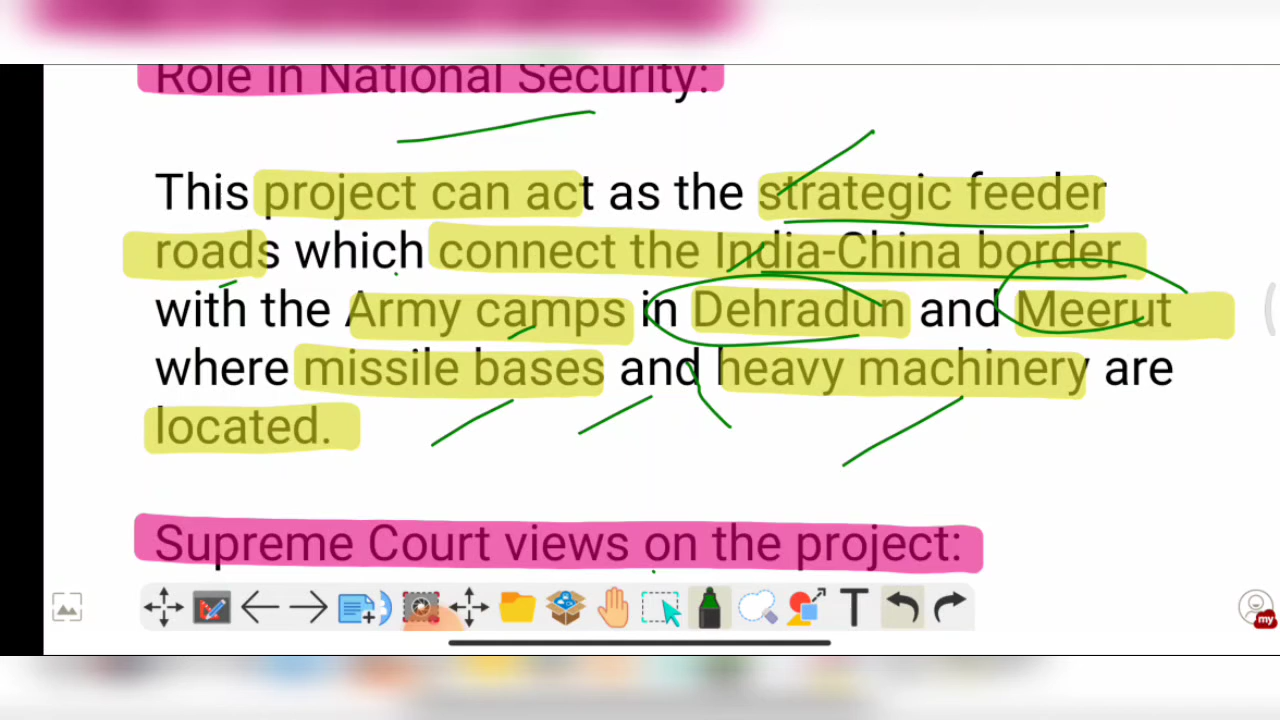 Role in National Security:
This project can act as the strategic feeder
roads which connect the India-China border
with the Army camps in Dehradun and Meerut
where missile bases and heavy machinery are
located.
Supreme Court views on the project:
T
my